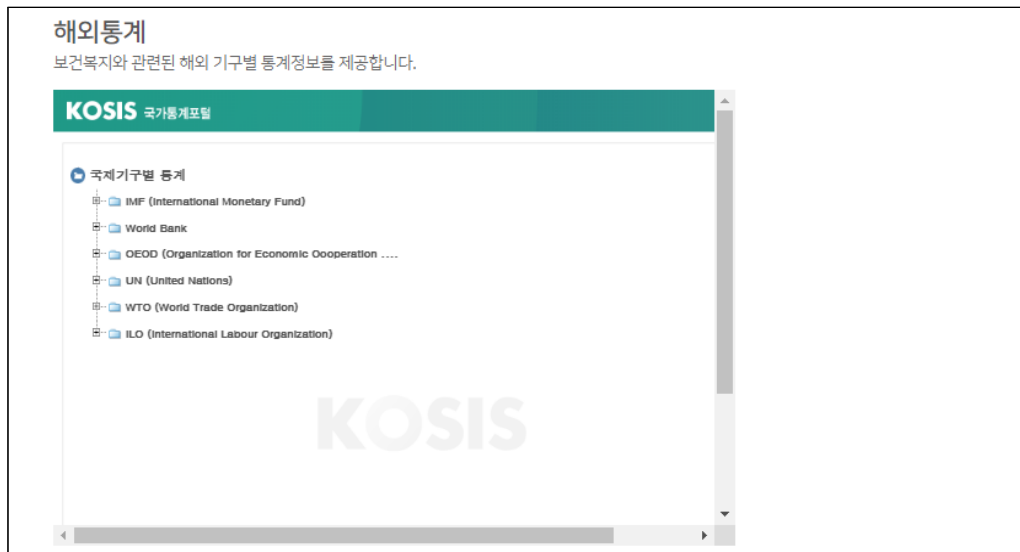 해외통계
보건복지와 관련된 해외 기구별 통계정보를 제공합니다.
KOSIS 국가통계포털
국제기구별 통계
IMF (International Monetary Fund)
World Bank
OEOD (Organization for Economic Oooperation ....
UN (United Nations)
WTO (World Trade Organization)
ILO (International Labour Organization)
KOSIS